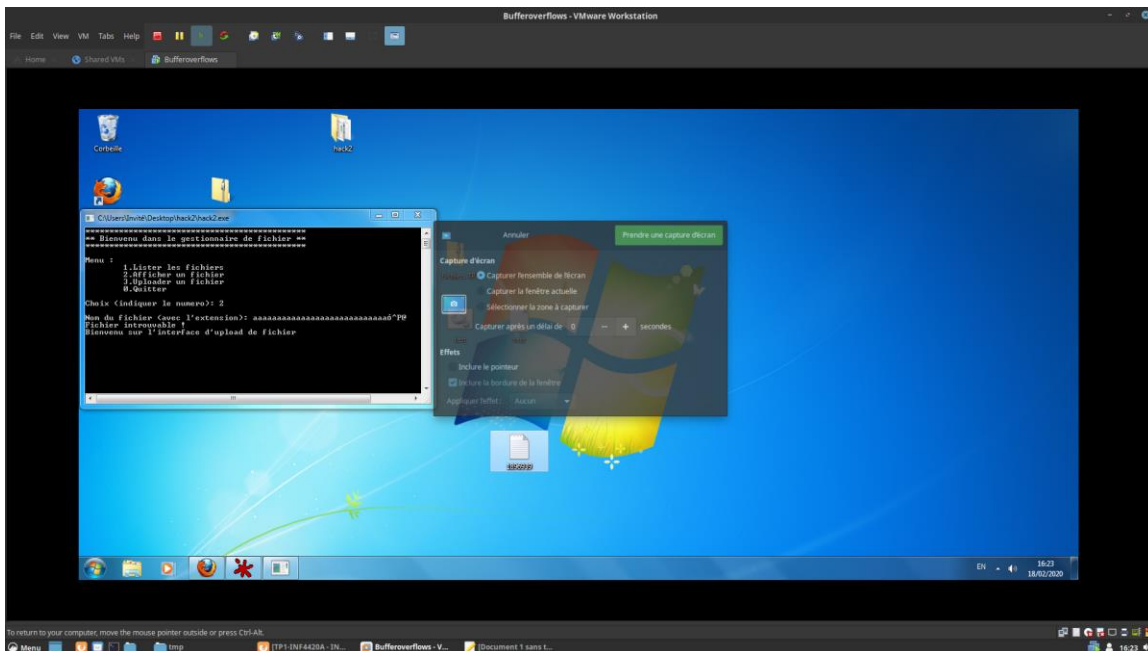 Bufferoverflows - VMware Workstation
File Edit View VM Tabs Help
Home Shared VMs Bufferoverflows
Corbeille
hack2
C:\Users\Invité\Desktop\hack2\hack2.exe
** Bienvenu dans le gestionnaire de fichier **
Menu :
1.Lister les fichiers
2.Afficher un fichier
3.Uploader un fichier
0.Quitter
Choix (indiquer le numero): 2
Nom du fichier (avec l'extension): aaaaaaaaaaaaaaaaaaaaaaaaaaaaó^P@
Fichier introuvable !
Bienvenu sur l'interface d'upload de fichier
Annuler
Prendre une capture d'écran
Capture d'écran
Capturer l'ensemble de l'écran
Capturer la fenêtre actuelle
Sélectionner la zone à capturer
Capturer après un délai de 0 - + secondes
Effets
Inclure le pointeur
Inclure la bordure de la fenêtre
Appliquer l'effet : Aucun
EN
16:23
18/02/2020
To return to your computer, move the mouse pointer outside or press Ctrl-Alt.
Menu
tmp
[TP1-INF4420A - IN...
Bufferoverflows - V...
[Document 1 sans t...
16:23